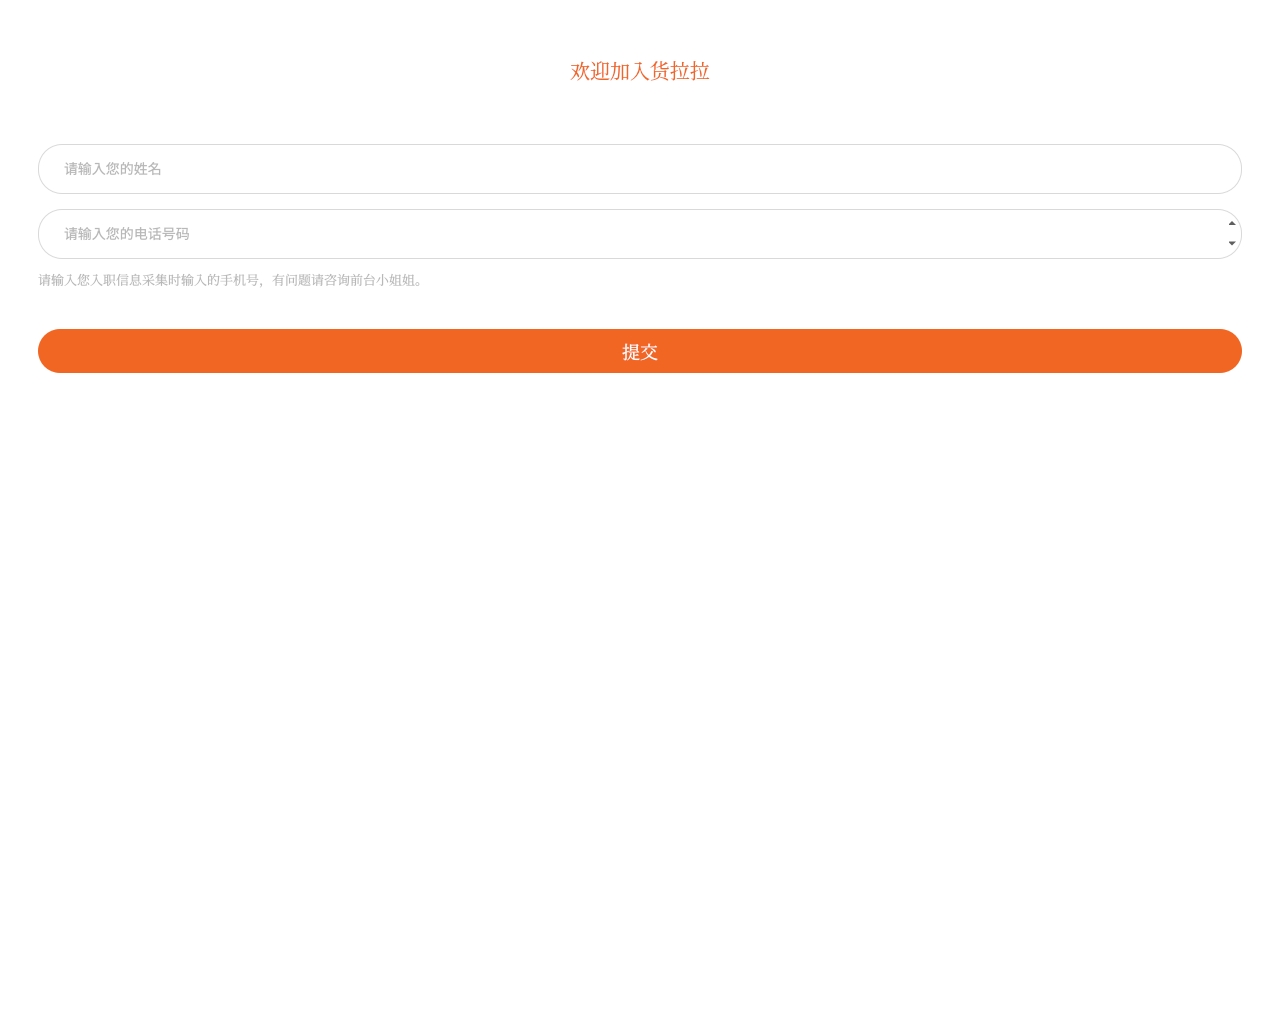 欢迎加入货拉拉
请输入您的姓名
请输入您的电话号码
请输入您入职信息采集时输入的手机号，有问题请咨询前台小姐姐。
提交